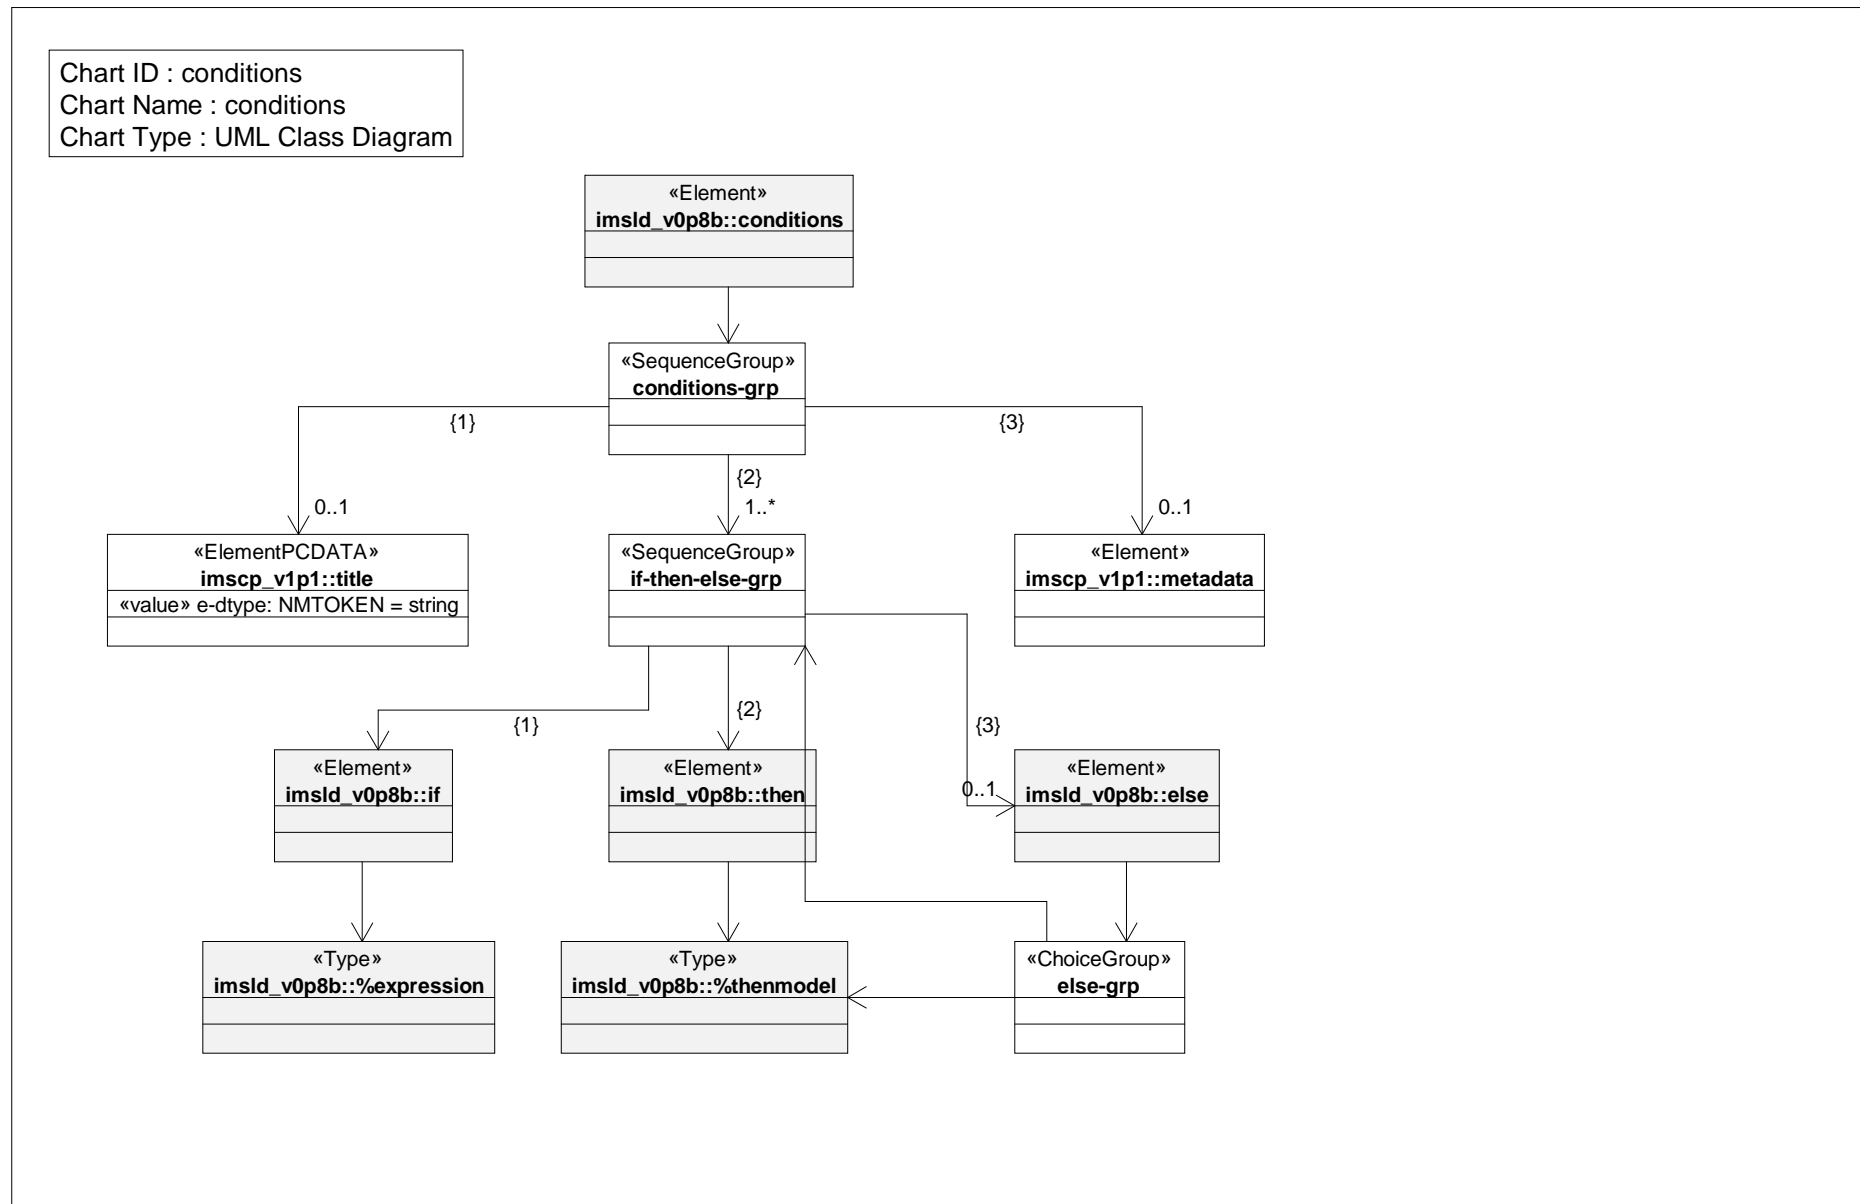 Chart ID : conditions
Chart Name : conditions
Chart Type : UML Class Diagram
«Element»
imsld_v0p8b::conditions
«SequenceGroup»
conditions-grp
{1}
{3}
{2}
0..1
1..*
0..1
«ElementPCDATA»
imscp_v1p1::title
«value» e-dtype: NMTOKEN = string
«SequenceGroup»
if-then-else-grp
«Element»
imscp_v1p1::metadata
{1}
{2}
{3}
«Element»
imsld_v0p8b::if
«Element»
imsld_v0p8b::then
0..1
«Element»
imsld_v0p8b::else
«Type»
imsld_v0p8b::%expression
«Type»
imsld_v0p8b::%thenmodel
«ChoiceGroup»
else-grp